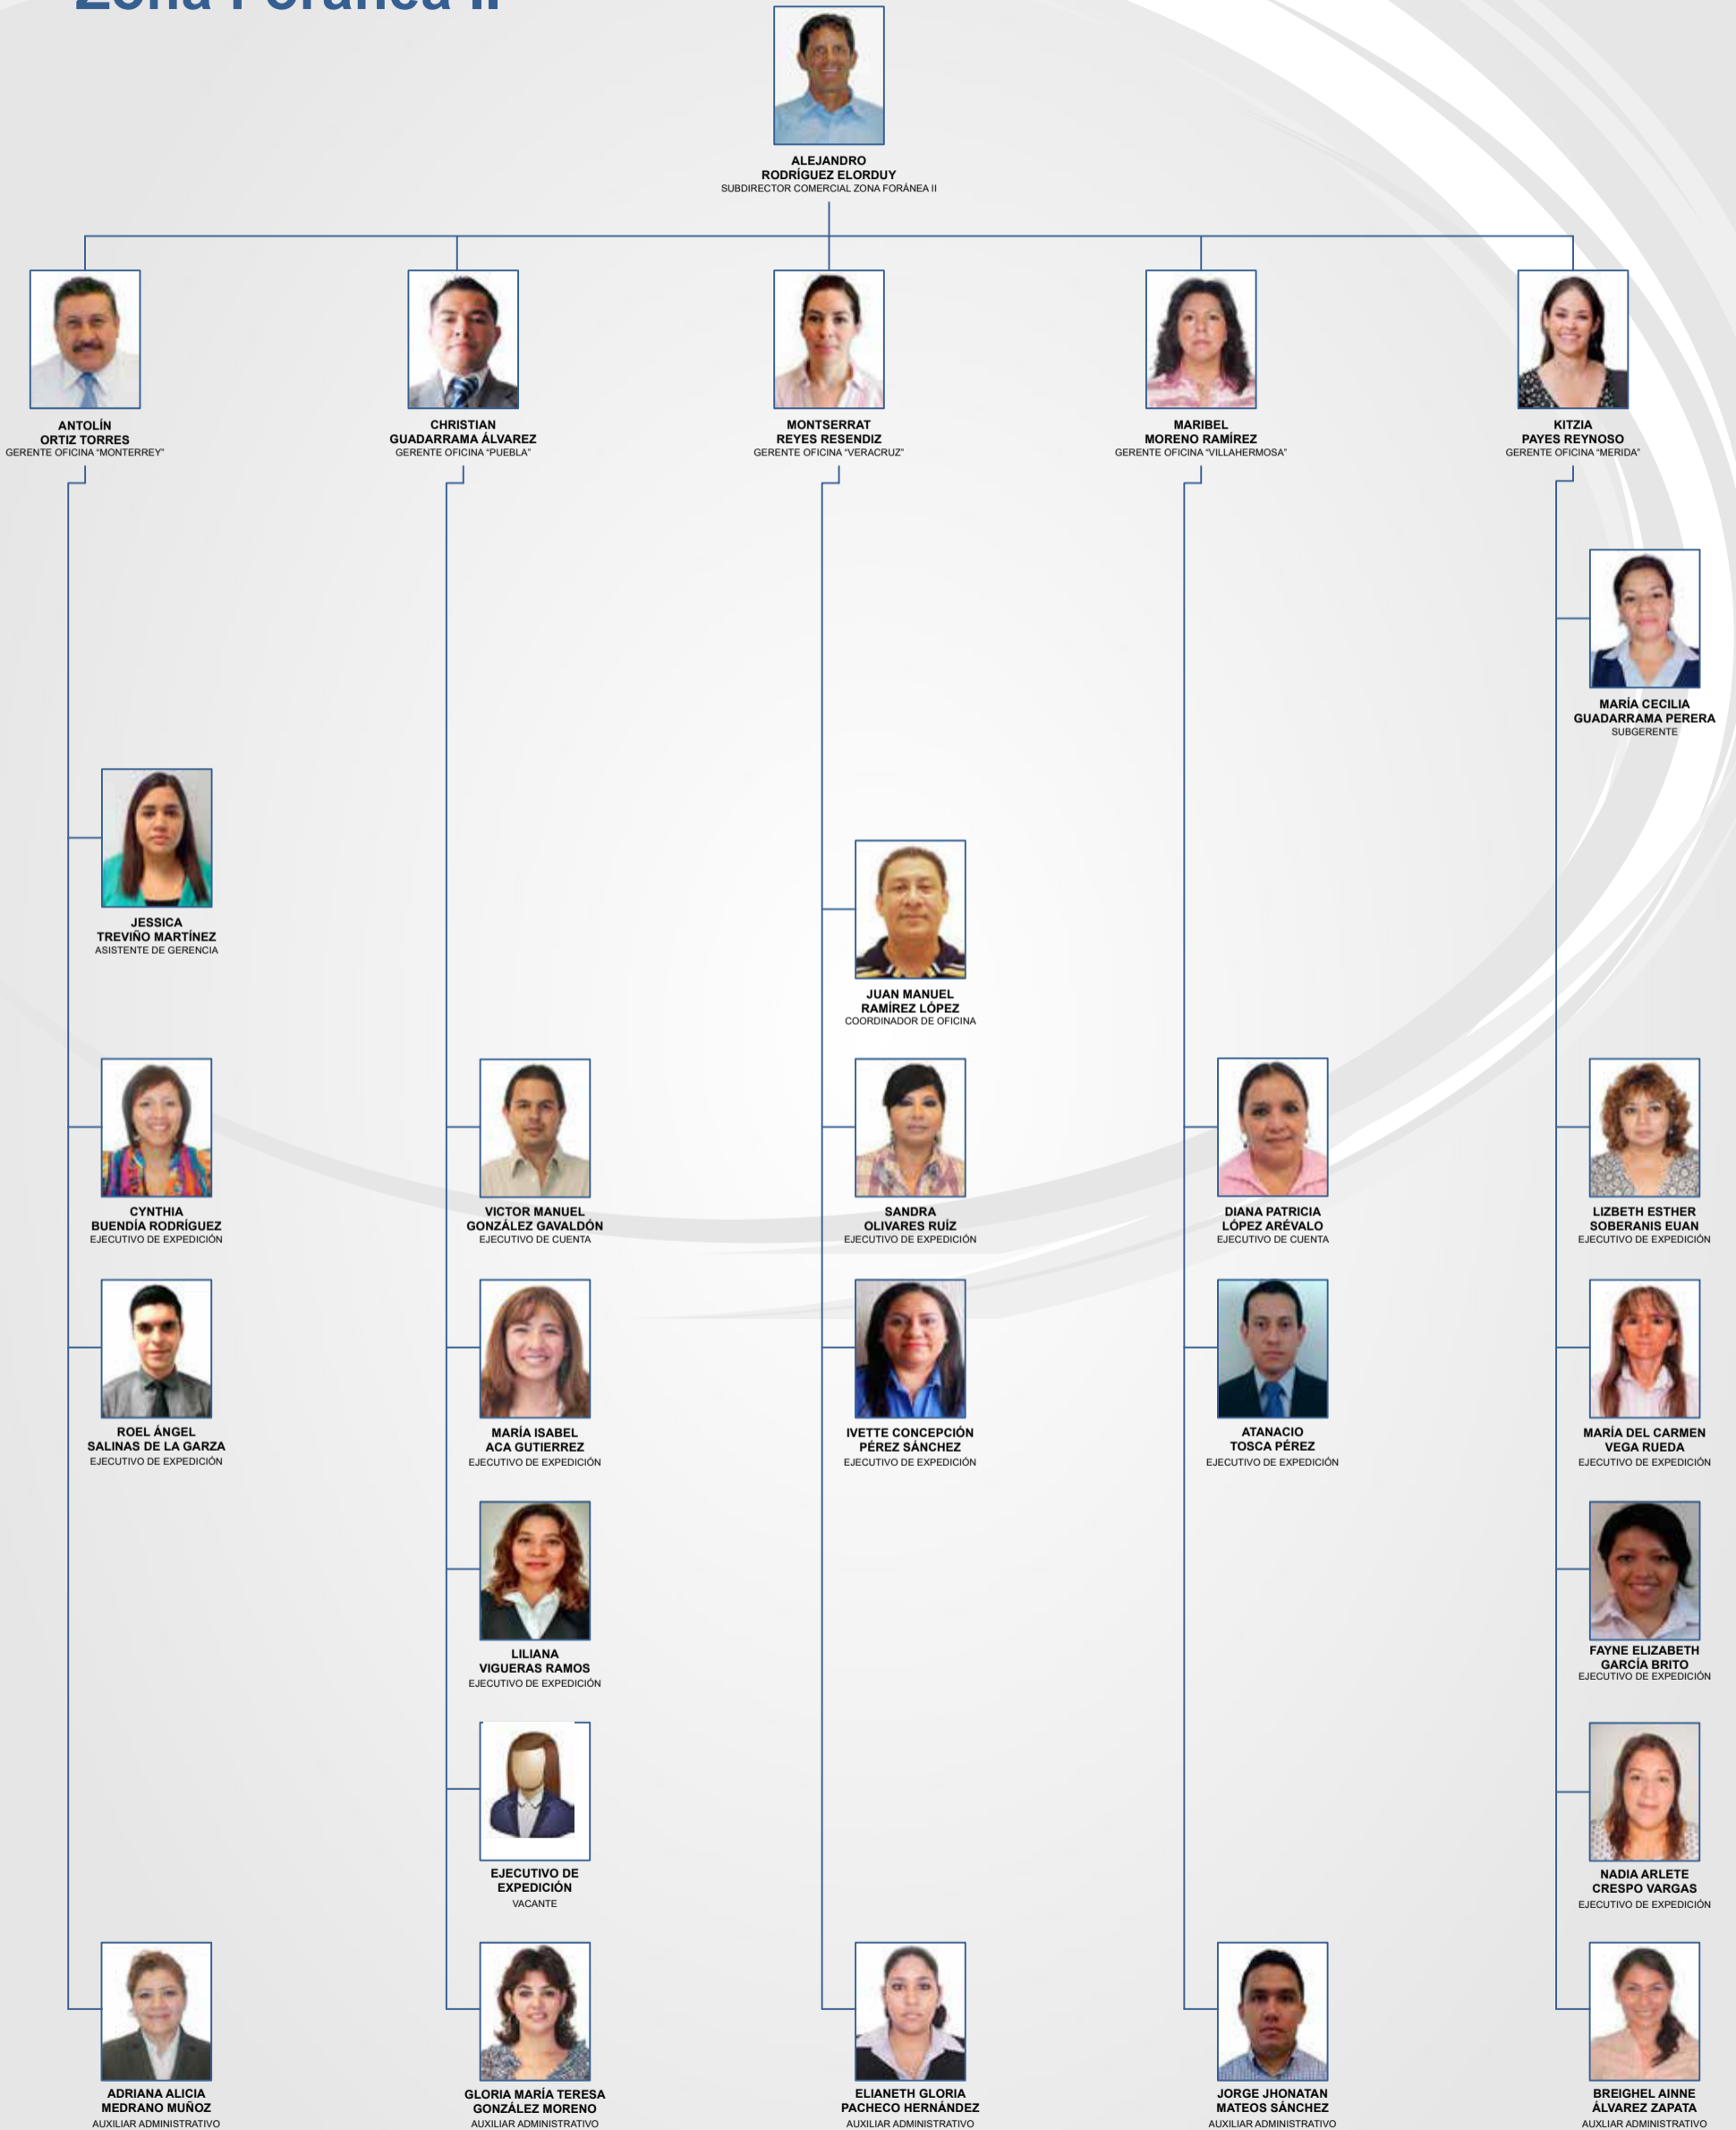 Zona Foránea II
ALEJANDRO
RODRÍGUEZ ELORDUY
SUBDIRECTOR COMERCIAL ZONA FORÁNEA II
ANTOLÍN
ORTIZ TORRES
GERENTE OFICINA "MONTERREY"
CHRISTIAN
GUADARRAMA ÁLVAREZ
GERENTE OFICINA "PUEBLA"
MONTSERRAT
REYES RESENDIZ
GERENTE OFICINA "VERACRUZ"
MARIBEL
MORENO RAMÍREZ
GERENTE OFICINA "VILLAHERMOSA"
KITZIA
PAYES REYNOSO
GERENTE OFICINA "MERIDA"
MARÍA CECILIA
GUADARRAMA PERERA
SUBGERENTE
JESSICA
TREVIÑO MARTÍNEZ
ASISTENTE DE GERENCIA
JUAN MANUEL
RAMÍREZ LÓPEZ
COORDINADOR DE OFICINA
CYNTHIA
BUENDÍA RODRÍGUEZ
EJECUTIVO DE EXPEDICIÓN
VICTOR MANUEL
GONZÁLEZ GAVALDÓN
EJECUTIVO DE CUENTA
SANDRA
OLIVARES RUÍZ
EJECUTIVO DE EXPEDICIÓN
DIANA PATRICIA
LÓPEZ ARÉVALO
EJECUTIVO DE CUENTA
LIZBETH ESTHER
SOBERANIS EUAN
EJECUTIVO DE EXPEDICIÓN
ROEL ÁNGEL
SALINAS DE LA GARZA
EJECUTIVO DE EXPEDICIÓN
MARÍA ISABEL
ACA GUTIERREZ
EJECUTIVO DE EXPEDICIÓN
IVETTE CONCEPCIÓN
PÉREZ SÁNCHEZ
EJECUTIVO DE EXPEDICIÓN
ATANACIO
TOSCA PÉREZ
EJECUTIVO DE EXPEDICIÓN
MARÍA DEL CARMEN
VEGA RUEDA
EJECUTIVO DE EXPEDICIÓN
LILIANA
VIGUERAS RAMOS
EJECUTIVO DE EXPEDICIÓN
FAYNE ELIZABETH
GARCÍA BRITO
EJECUTIVO DE EXPEDICIÓN
EJECUTIVO DE
EXPEDICIÓN
VACANTE
NADIA ARLETE
CRESPO VARGAS
EJECUTIVO DE EXPEDICIÓN
ADRIANA ALICIA
MEDRANO MUÑOZ
AUXILIAR ADMINISTRATIVO
GLORIA MARÍA TERESA
GONZÁLEZ MORENO
AUXILIAR ADMINISTRATIVO
ELIANETH GLORIA
PACHECO HERNÁNDEZ
AUXILIAR ADMINISTRATIVO
JORGE JHONATAN
MATEOS SÁNCHEZ
AUXILIAR ADMINISTRATIVO
BREIGHEL AINNE
ÁLVAREZ ZAPATA
AUXLIAR ADMINISTRATIVO